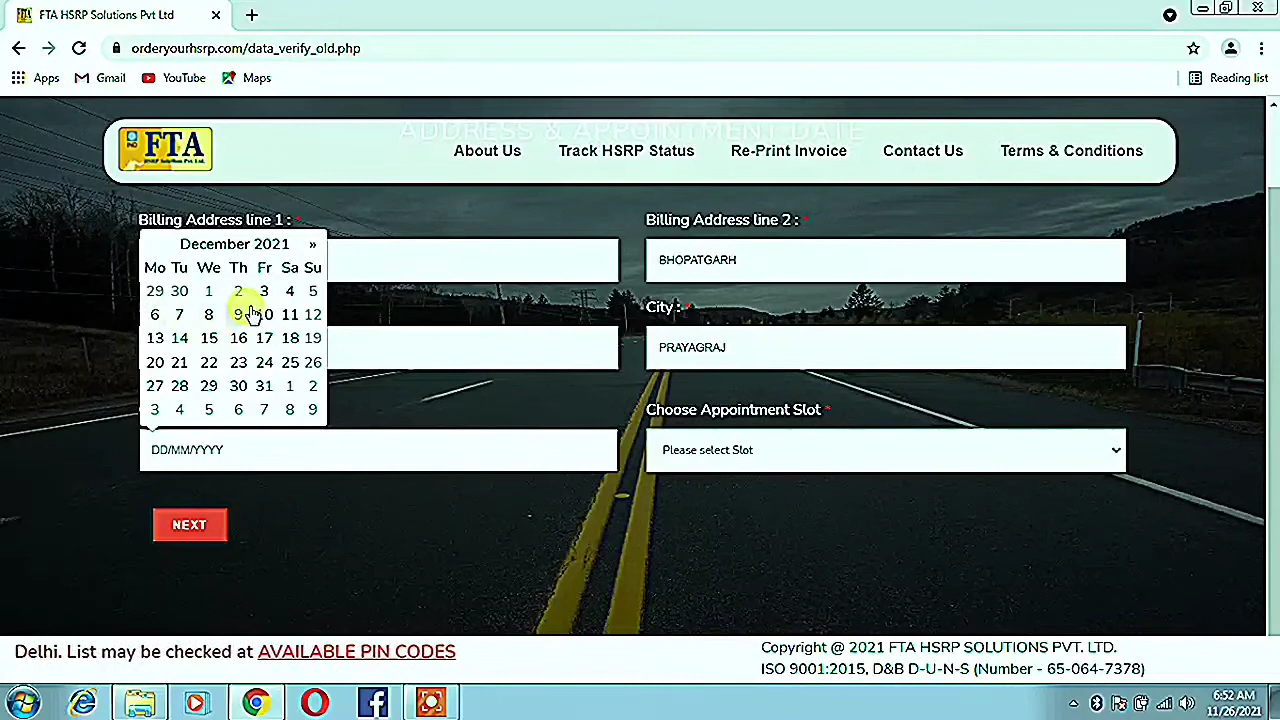 FTA HSRP Solutions Pvt Ltd
orderyourhsrp.com/data_verify_old.php
Apps Gmail YouTube Maps Reading list
ADDRESS & APPOINTMENT DATE
IND
FTA
HSRP Solutions Pvt. Ltd.
About Us Track HSRP Status Re-Print Invoice Contact Us Terms & Conditions
Billing Address line 1 : * Billing Address line 2 : *
BHOPATGARH
City : *
PRAYAGRAJ
December 2021 »
Mo Tu We Th Fr Sa Su
29 30 1 2 3 4 5
6 7 8 9 10 11 12
13 14 15 16 17 18 19
20 21 22 23 24 25 26
27 28 29 30 31 1 2
3 4 5 6 7 8 9
Choose Appointment Slot *
DD/MM/YYYY
Please select Slot
NEXT
Delhi. List may be checked at AVAILABLE PIN CODES
Copyright @ 2021 FTA HSRP SOLUTIONS PVT. LTD.
ISO 9001:2015, D&B D-U-N-S (Number - 65-064-7378)
6:52 AM
11/26/2021